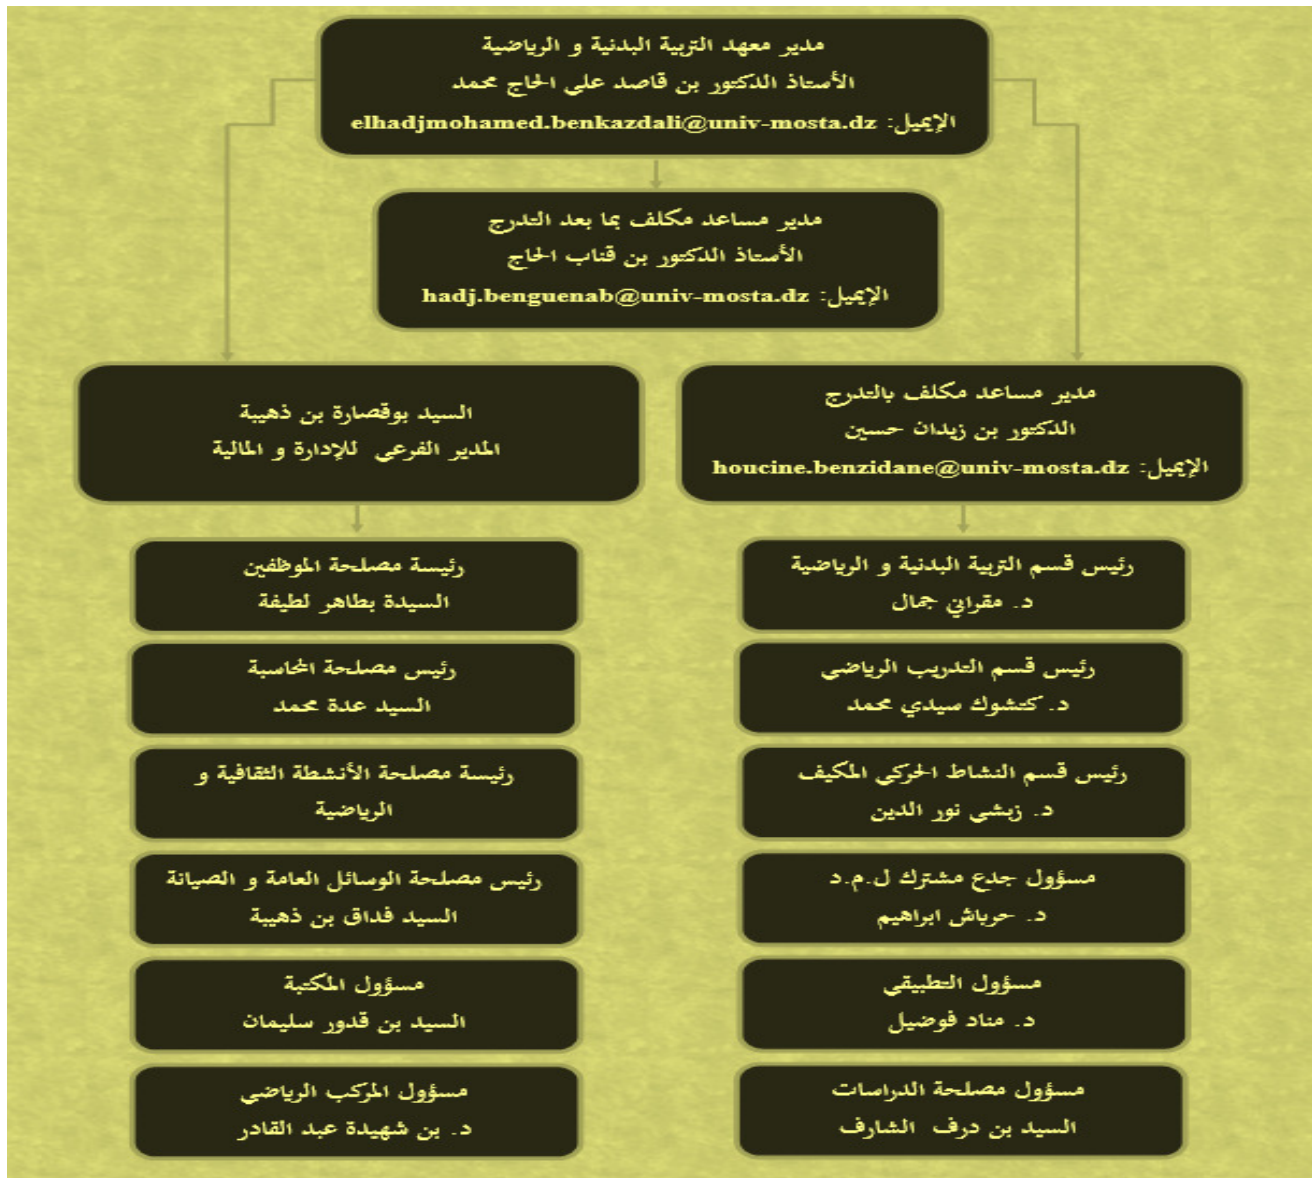 مدير معهد التربية البدنية و الرياضية
الأستاذ الدكتور بن قاصد علي الحاج محمد
الإيميل: elhadjmohamed.benkazdali@univ-mosta.dz
مدير مساعد مكلف بما بعد التدرج
الأستاذ الدكتور بن قناب الحاج
الإيميل: hadj.benguenab@univ-mosta.dz
مدير مساعد مكلف بالتدرج
الدكتور بن زيدان حسين
الإيميل: houcine.benzidane@univ-mosta.dz
رئيس قسم التربية البدنية و الرياضية
د. مقراني جمال
رئيس قسم التدريب الرياضي
د. كتشوك سيدي محمد
رئيس قسم النشاط الحركي المكيف
د. زبشي نور الدين
مسؤول جدع مشترك ل.م.د
د. حرباش ابراهيم
مسؤول التطبيقي
د. مناد فوضيل
مسؤول مصلحة الدراسات
السيد بن درف الشارف
السيد بوقصارة بن ذهيبة
المدير الفرعي للإدارة و المالية
رئيسة مصلحة الموظفين
السيدة بطاهر لطيفة
رئيس مصلحة المحاسبة
السيد عدة محمد
رئيسة مصلحة الأنشطة الثقافية و
الرياضية
رئيس مصلحة الوسائل العامة و الصيانة
السيد فداق بن ذهيبة
مسؤول المكتبة
السيد بن قدور سليمان
مسؤول المركب الرياضي
د. بن شهيدة عبد القادر